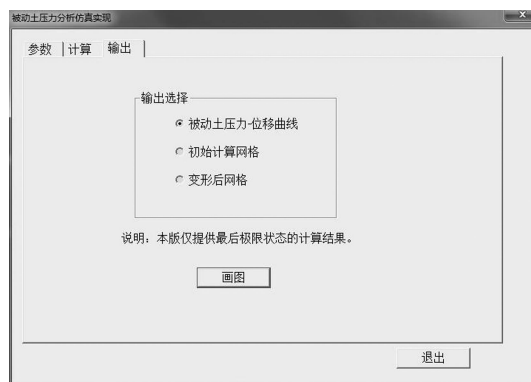 被动土压力分析仿真实现
参数 计算 输出
输出选择
被动土压力-位移曲线
初始计算网格
变形后网格
说明：本版仅提供最后极限状态的计算结果。
画图
退出